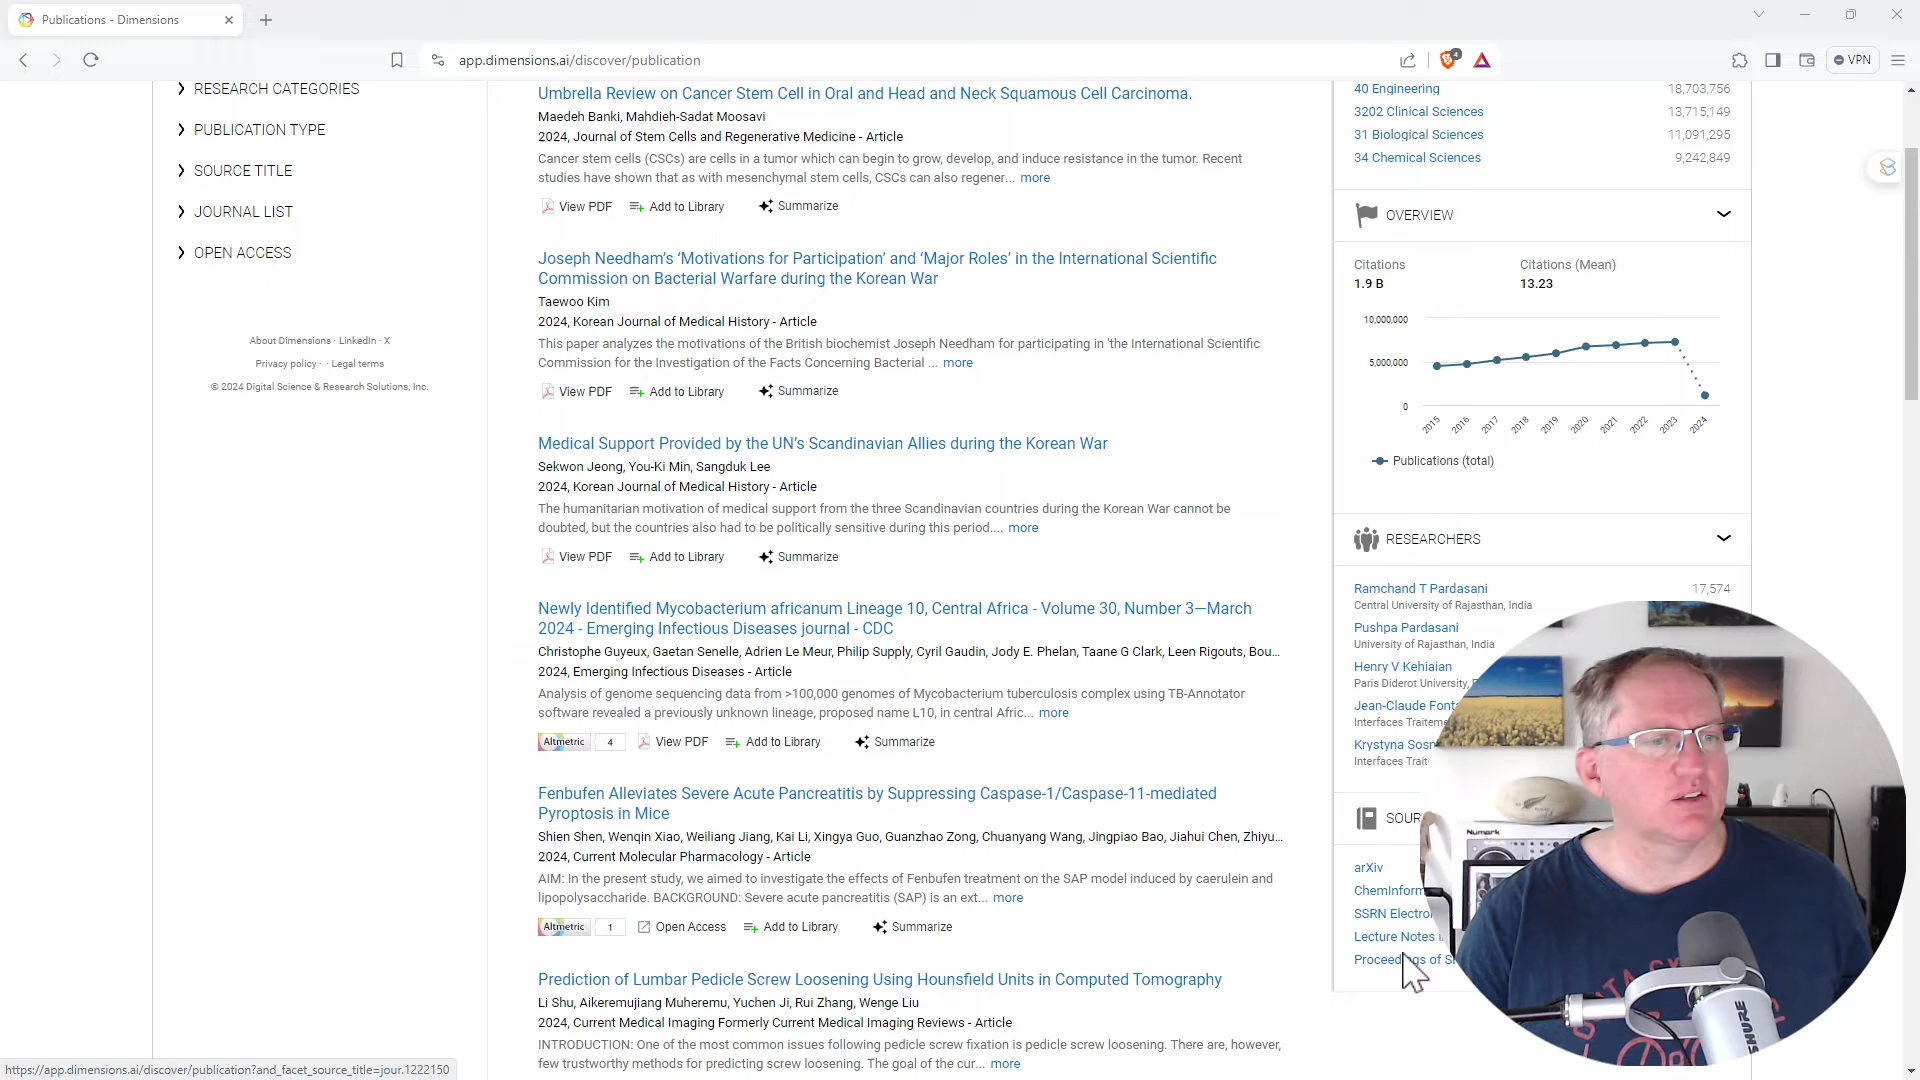 Publications - Dimensions
app.dimensions.ai/discover/publication
4
VPN
RESEARCH CATEGORIES
PUBLICATION TYPE
SOURCE TITLE
JOURNAL LIST
OPEN ACCESS
About Dimensions · LinkedIn · X
Privacy policy · · Legal terms
© 2024 Digital Science & Research Solutions, Inc.
Umbrella Review on Cancer Stem Cell in Oral and Head and Neck Squamous Cell Carcinoma.
Maedeh Banki, Mahdieh-Sadat Moosavi
2024, Journal of Stem Cells and Regenerative Medicine - Article
Cancer stem cells (CSCs) are cells in a tumor which can begin to grow, develop, and induce resistance in the tumor. Recent
studies have shown that as with mesenchymal stem cells, CSCs can also regener... more
View PDF Add to Library Summarize
Joseph Needham's ‘Motivations for Participation’ and ‘Major Roles’ in the International Scientific
Commission on Bacterial Warfare during the Korean War
Taewoo Kim
2024, Korean Journal of Medical History - Article
This paper analyzes the motivations of the British biochemist Joseph Needham for participating in 'the International Scientific
Commission for the Investigation of the Facts Concerning Bacterial ... more
View PDF Add to Library Summarize
Medical Support Provided by the UN's Scandinavian Allies during the Korean War
Sekwon Jeong, You-Ki Min, Sangduk Lee
2024, Korean Journal of Medical History - Article
The humanitarian motivation of medical support from the three Scandinavian countries during the Korean War cannot be
doubted, but the countries also had to be politically sensitive during this period.... more
View PDF Add to Library Summarize
Newly Identified Mycobacterium africanum Lineage 10, Central Africa - Volume 30, Number 3—March
2024 - Emerging Infectious Diseases journal - CDC
Christophe Guyeux, Gaetan Senelle, Adrien Le Meur, Philip Supply, Cyril Gaudin, Jody E. Phelan, Taane G Clark, Leen Rigouts, Bou...
2024, Emerging Infectious Diseases - Article
Analysis of genome sequencing data from >100,000 genomes of Mycobacterium tuberculosis complex using TB-Annotator
software revealed a previously unknown lineage, proposed name L10, in central Afric... more
Altmetric 4 View PDF Add to Library Summarize
Fenbufen Alleviates Severe Acute Pancreatitis by Suppressing Caspase-1/Caspase-11-mediated
Pyroptosis in Mice
Shien Shen, Wenqin Xiao, Weiliang Jiang, Kai Li, Xingya Guo, Guanzhao Zong, Chuanyang Wang, Jingpiao Bao, Jiahui Chen, Zhiyu...
2024, Current Molecular Pharmacology - Article
AIM: In the present study, we aimed to investigate the effects of Fenbufen treatment on the SAP model induced by caerulein and
lipopolysaccharide. BACKGROUND: Severe acute pancreatitis (SAP) is an ext... more
Altmetric 1 Open Access Add to Library Summarize
Prediction of Lumbar Pedicle Screw Loosening Using Hounsfield Units in Computed Tomography
Li Shu, Aikeremujiang Muheremu, Yuchen Ji, Rui Zhang, Wenge Liu
2024, Current Medical Imaging Formerly Current Medical Imaging Reviews - Article
INTRODUCTION: One of the most common issues following pedicle screw fixation is pedicle screw loosening. There are, however,
few trustworthy methods for predicting screw loosening. The goal of the cur... more
40 Engineering 18,703,756
3202 Clinical Sciences 13,715,149
31 Biological Sciences 11,091,295
34 Chemical Sciences 9,242,849
OVERVIEW
Citations Citations (Mean)
1.9 B 13.23
10,000,000
5,000,000
0
2015 2016 2017 2018 2019 2020 2021 2022 2023 2024
Publications (total)
RESEARCHERS
Ramchand T Pardasani 17,574
Central University of Rajasthan, India
Pushpa Pardasani
University of Rajasthan, India
Henry V Kehiaian
Paris Diderot University,
Jean-Claude
Interfaces
Krystyna
Interfaces
arXiv
Lecture Notes
of
Numark
SHURE
https://app.dimensions.ai/discover/publication?and_facet_source_title=jour.1222150